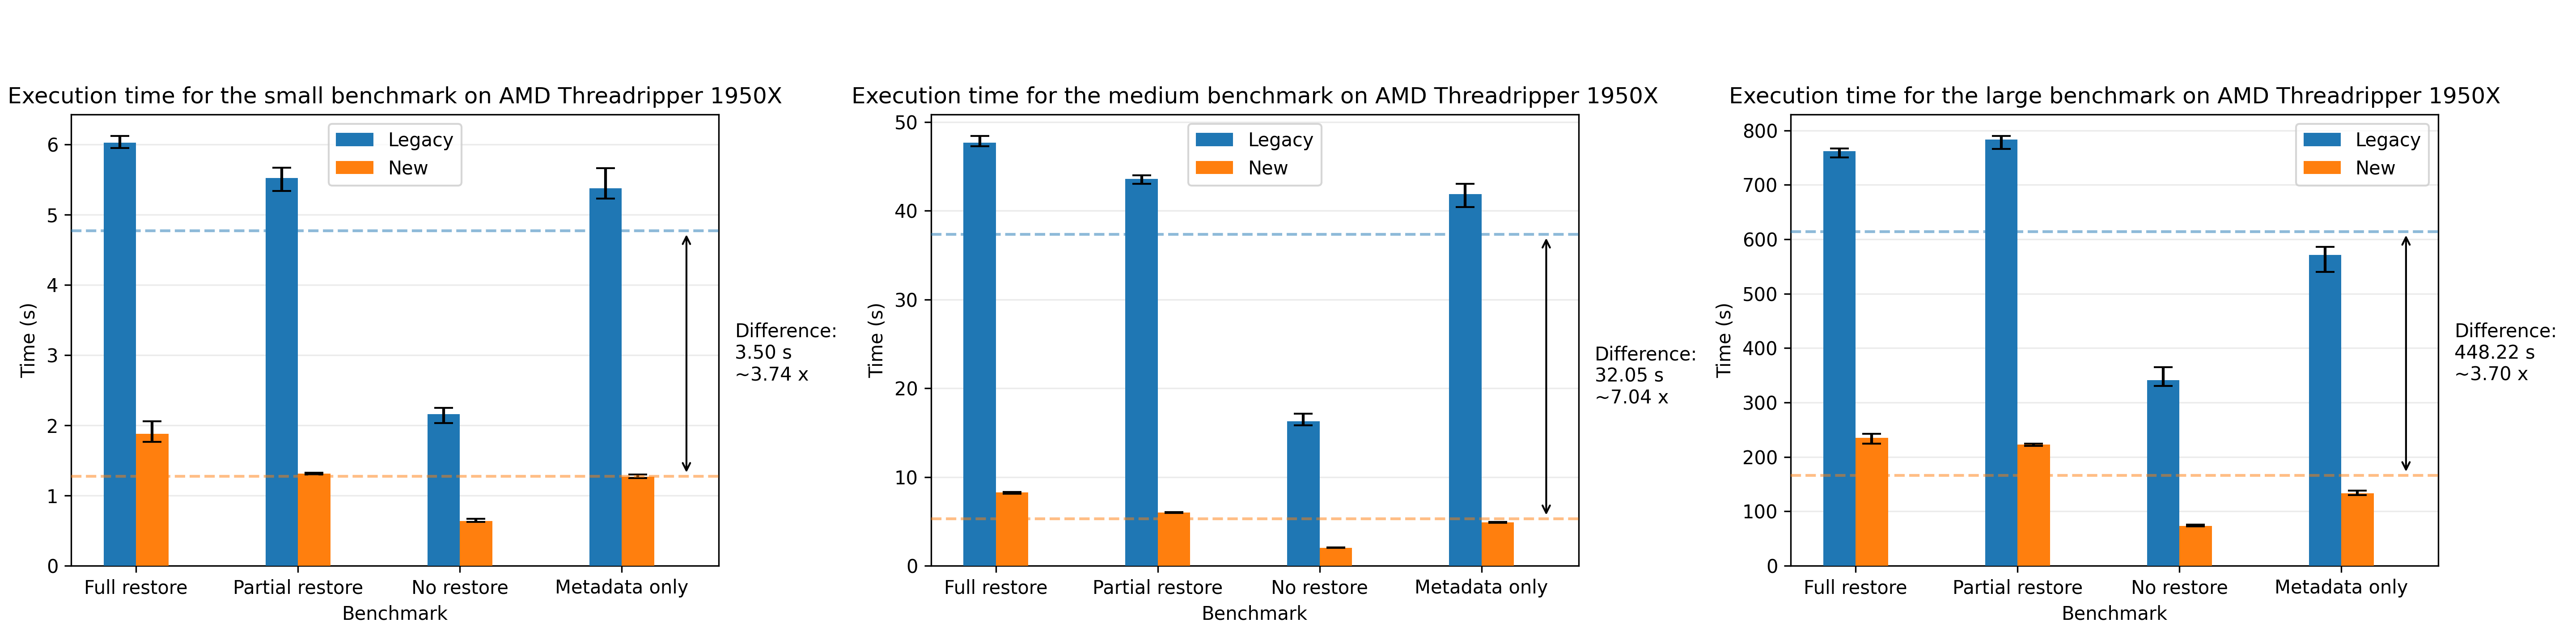 Execution time for the small benchmark on AMD Threadripper 1950X
Legacy
New
6
5
4
3
2
1
0
Time (s)
Full restore
Partial restore
No restore
Metadata only
Benchmark
Difference:
3.50 s
~3.74 x
Execution time for the medium benchmark on AMD Threadripper 1950X
Legacy
New
50
40
30
20
10
0
Time (s)
Full restore
Partial restore
No restore
Metadata only
Benchmark
Difference:
32.05 s
~7.04 x
Execution time for the large benchmark on AMD Threadripper 1950X
Legacy
New
800
700
600
500
400
300
200
100
0
Time (s)
Full restore
Partial restore
No restore
Metadata only
Benchmark
Difference:
448.22 s
~3.70 x